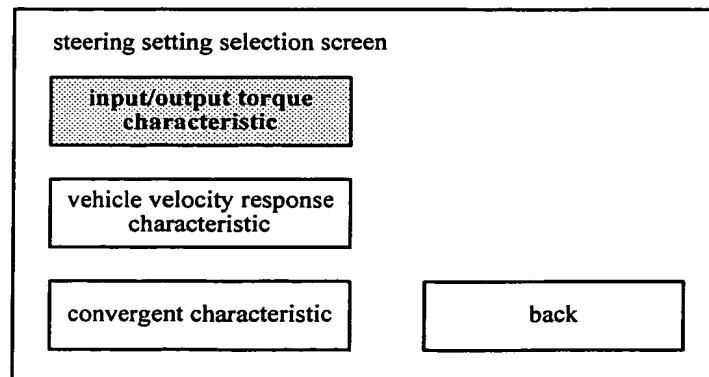 steering setting selection screen
input/output torque
characteristic
vehicle velocity response
characteristic
convergent characteristic
back